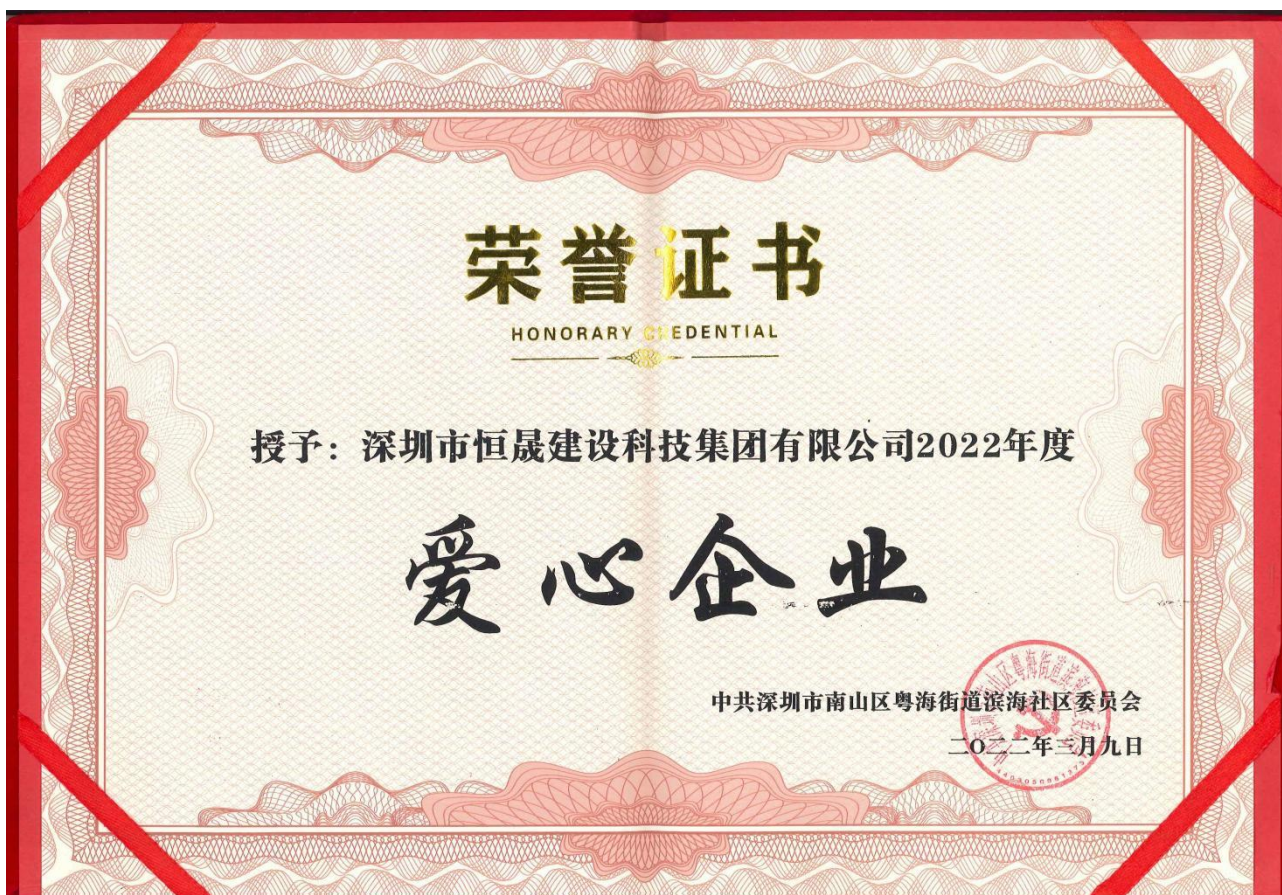 荣誉证书
HONORARY CREDENTIAL
授予：深圳市恒晟建设科技集团有限公司2022年度
爱心企业
中共深圳市南山区粤海街道滨海社区委员会
二〇二二年三月九日